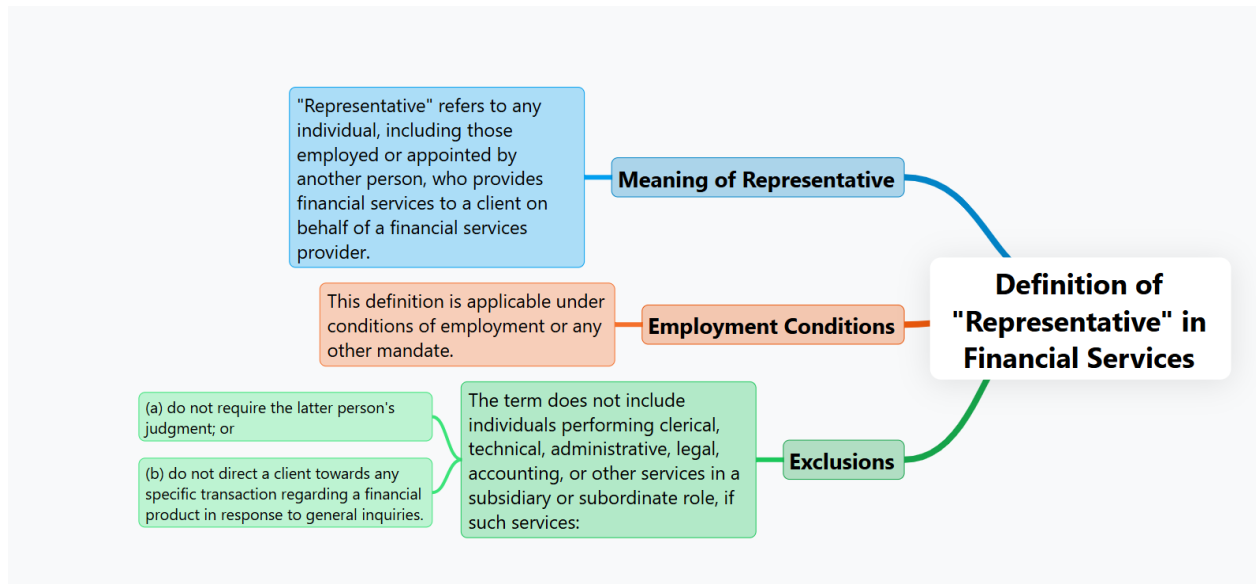 "Representative" refers to any
individual, including those
employed or appointed by
another person, who provides
financial services to a client on
behalf of a financial services
provider.
Meaning of Representative
Definition of
"Representative" in
Financial Services
This definition is applicable under
conditions of employment or any
other mandate.
Employment Conditions
The term does not include
individuals performing clerical,
technical, administrative, legal,
accounting, or other services in a
subsidiary or subordinate role, if
such services:
Exclusions
(a) do not require the latter person's
judgment; or
(b) do not direct a client towards any
specific transaction regarding a financial
product in response to general inquiries.